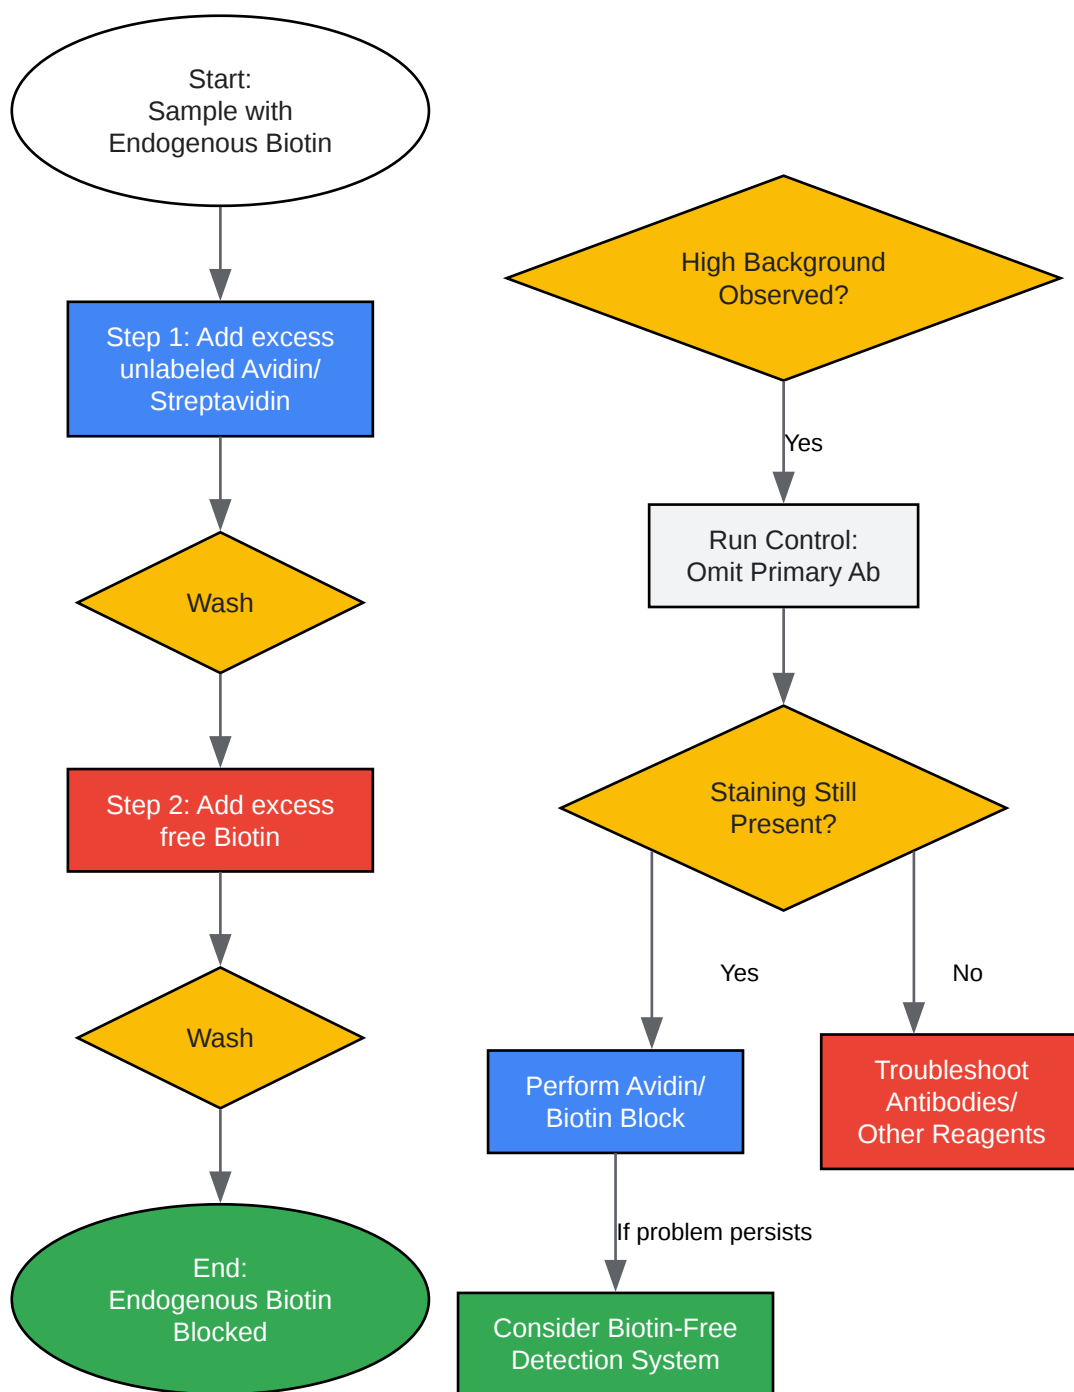 Start:
Sample with
Endogenous Biotin
Step 1: Add excess
unlabeled Avidin/
Streptavidin
Wash
Step 2: Add excess
free Biotin
Wash
End:
Endogenous Biotin
Blocked
High Background
Observed?
Yes
Run Control:
Omit Primary Ab
Staining Still
Present?
Yes
No
Perform Avidin/
Biotin Block
Troubleshoot
Antibodies/
Other Reagents
If problem persists
Consider Biotin-Free
Detection System